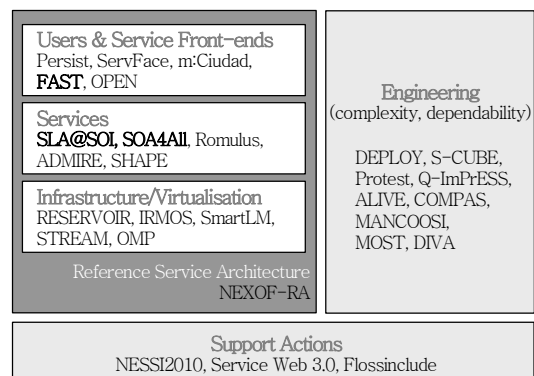 Users & Service Front-ends
Persist, ServFace, m:Ciudad,
FAST, OPEN
Services
SLA@SOI, SOA4All, Romulus,
ADMIRE, SHAPE
Infrastructure/Virtualisation
RESERVOIR, IRMOS, SmartLM,
STREAM, OMP
Reference Service Architecture
NEXOF-RA
Engineering
(complexity, dependability)
DEPLOY, S-CUBE,
Protest, Q-ImPrESS,
ALIVE, COMPAS,
MANCOOSI,
MOST, DIVA
Support Actions
NESSI2010, Service Web 3.0, Flossinclude